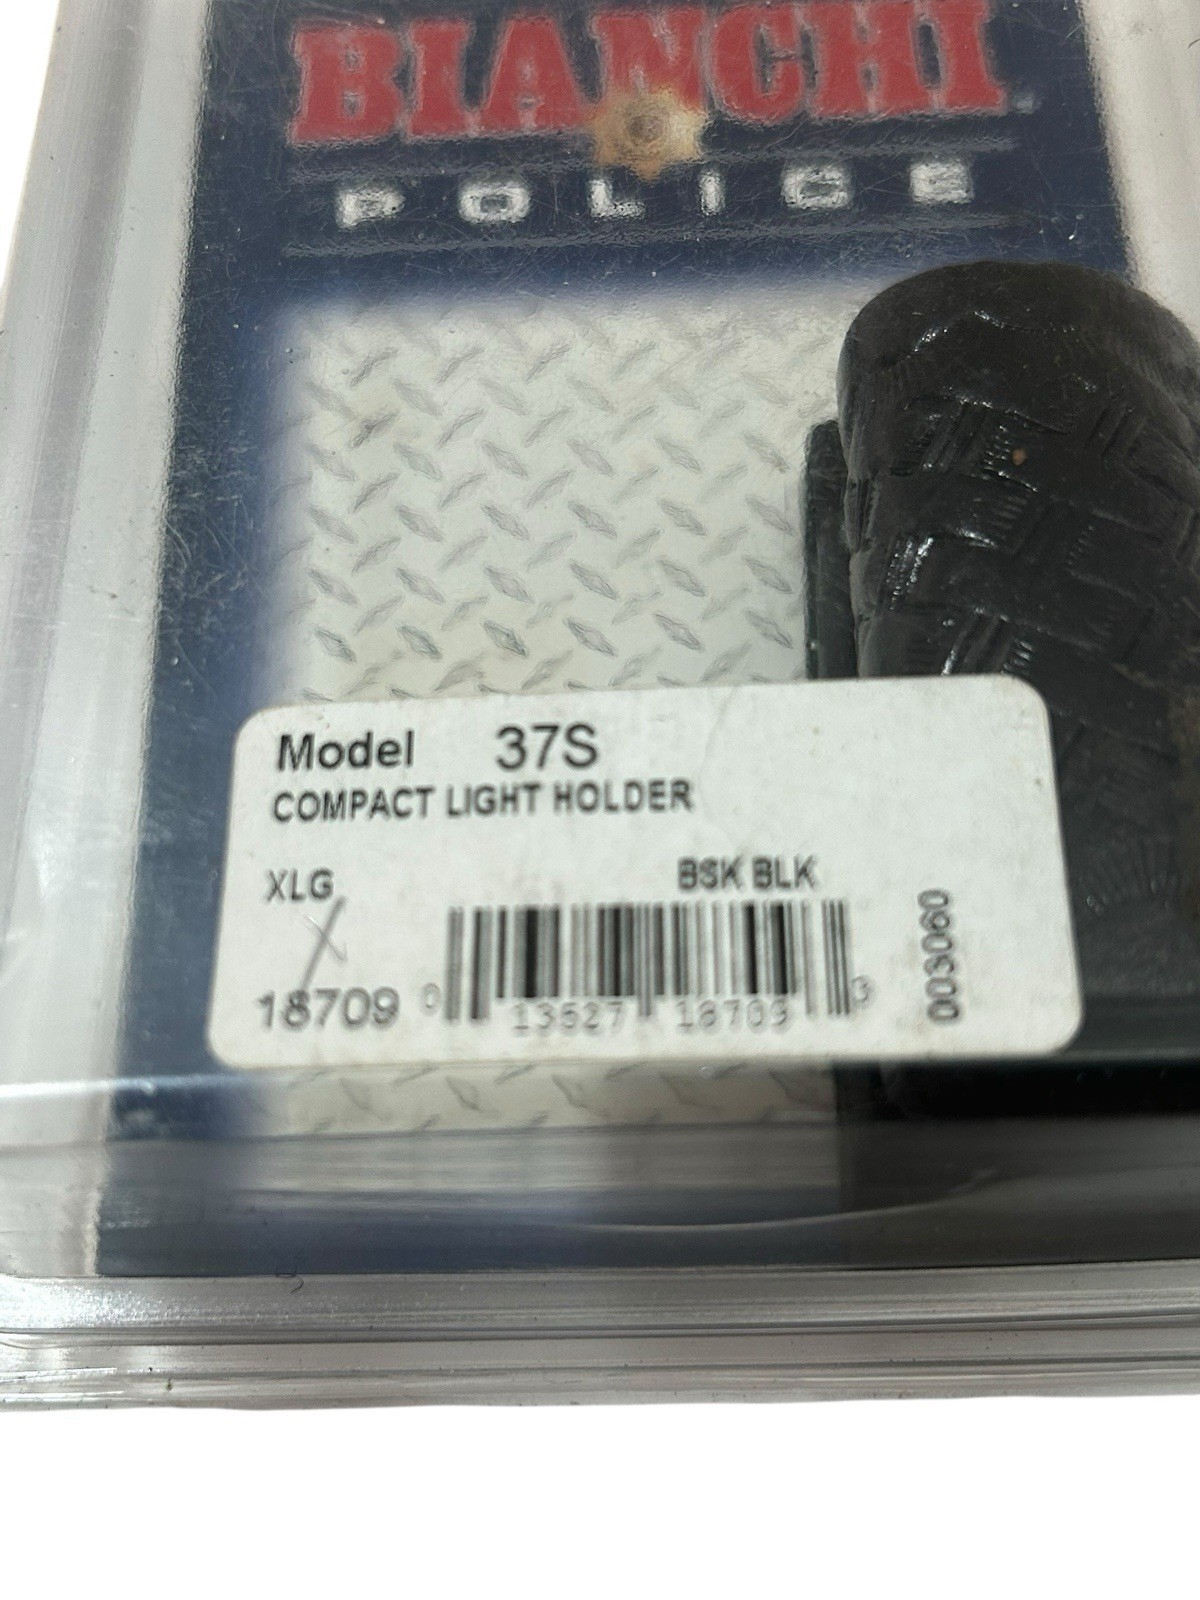 BIANCHI
POLICE
Model 37S
COMPACT LIGHT HOLDER
XLG BSK BLK
18709 0 13527 18709 3
003060